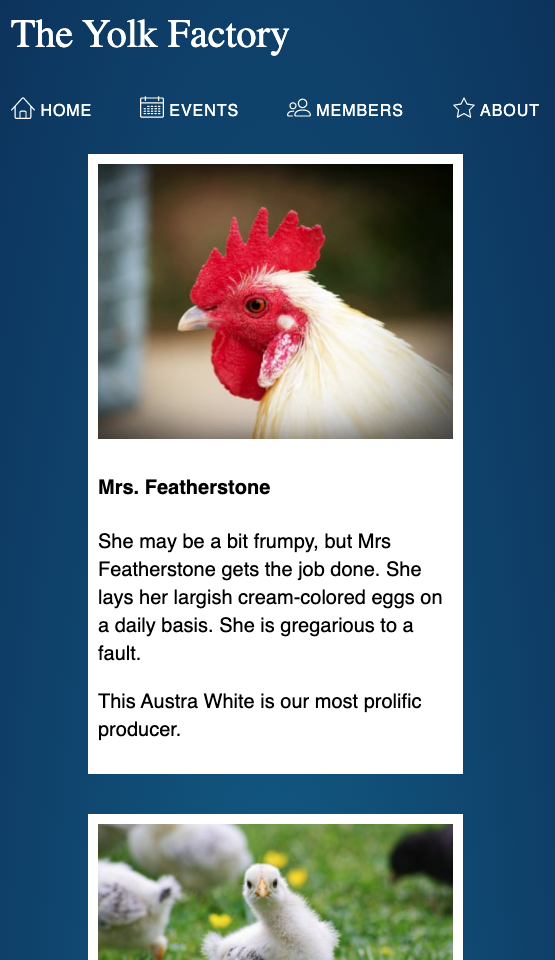 The Yolk Factory
HOME
EVENTS
MEMBERS
ABOUT
Mrs. Featherstone
She may be a bit frumpy, but Mrs
Featherstone gets the job done. She
lays her largish cream-colored eggs on
a daily basis. She is gregarious to a
fault.
This Austra White is our most prolific
producer.